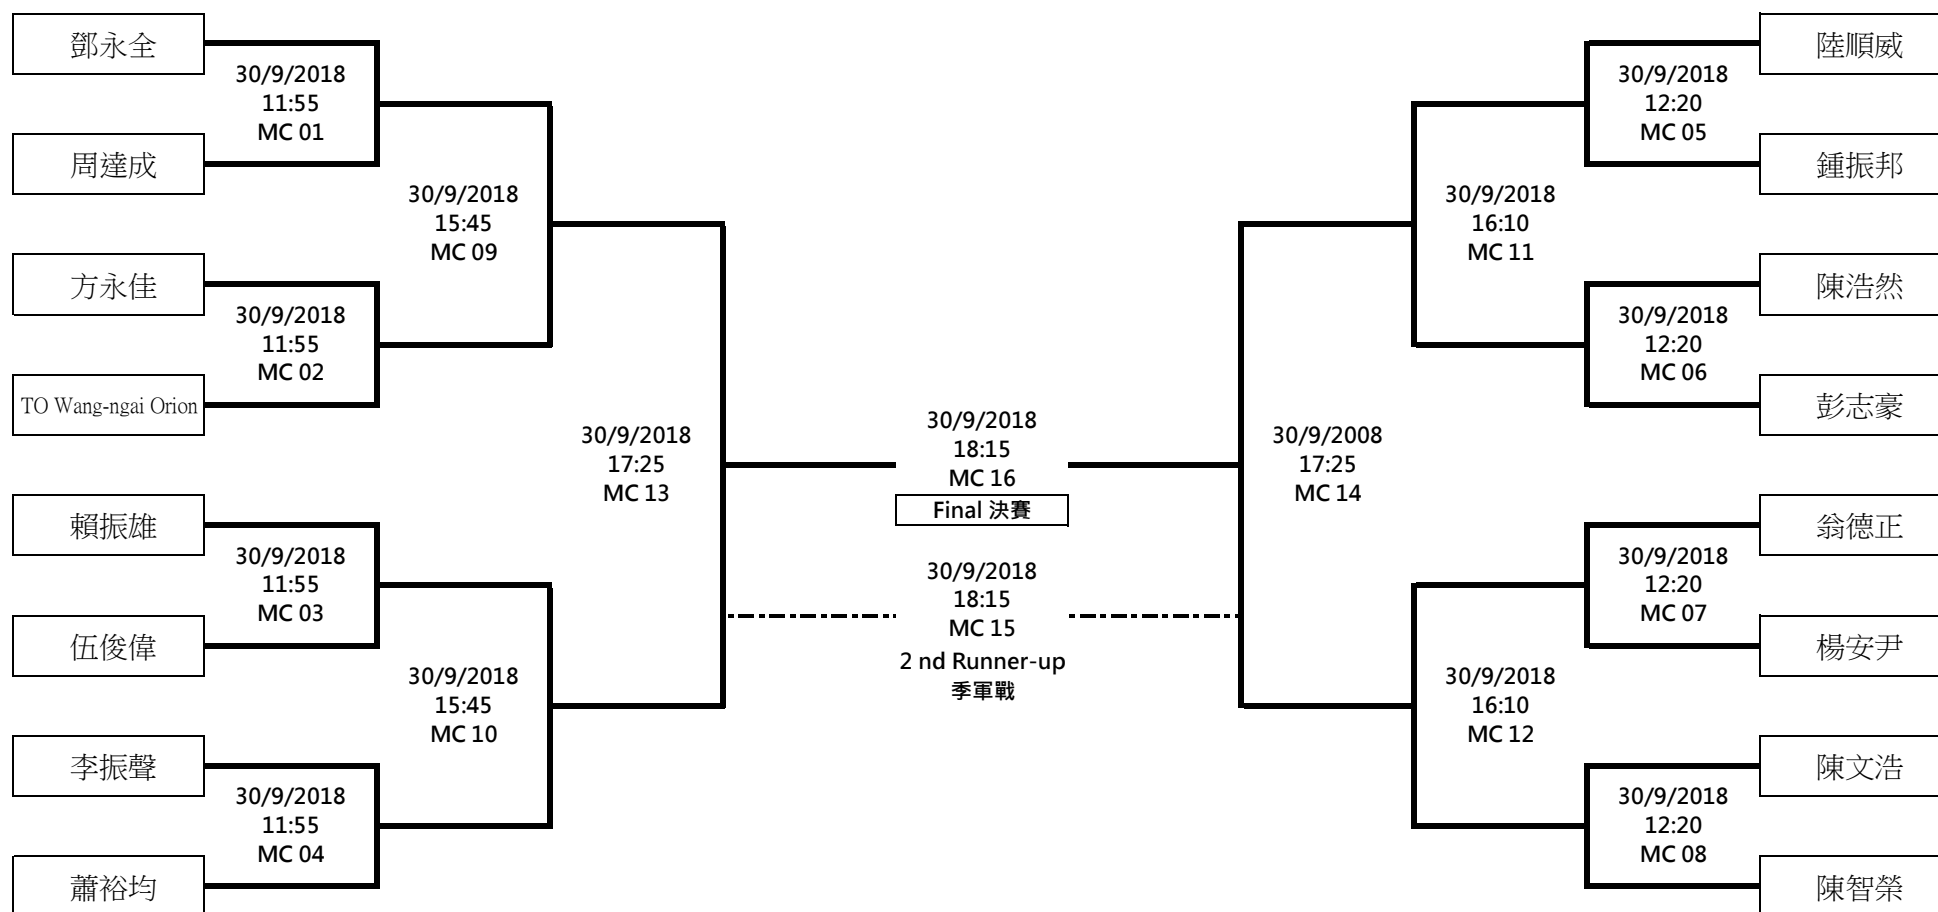 鄧永全
30/9/2018
11:55
MC 01
周達成
30/9/2018
15:45
MC 09
方永佳
30/9/2018
11:55
MC 02
TO Wang-ngai Orion
30/9/2018
17:25
MC 13
賴振雄
30/9/2018
11:55
MC 03
伍俊偉
30/9/2018
15:45
MC 10
李振聲
30/9/2018
11:55
MC 04
蕭裕均
30/9/2018
18:15
MC 16
Final 決賽
30/9/2018
18:15
MC 15
2 nd Runner-up
季軍戰
陸順威
30/9/2018
12:20
MC 05
鍾振邦
30/9/2018
16:10
MC 11
陳浩然
30/9/2018
12:20
MC 06
彭志豪
30/9/2008
17:25
MC 14
翁德正
30/9/2018
12:20
MC 07
楊安尹
30/9/2018
16:10
MC 12
陳文浩
30/9/2018
12:20
MC 08
陳智榮